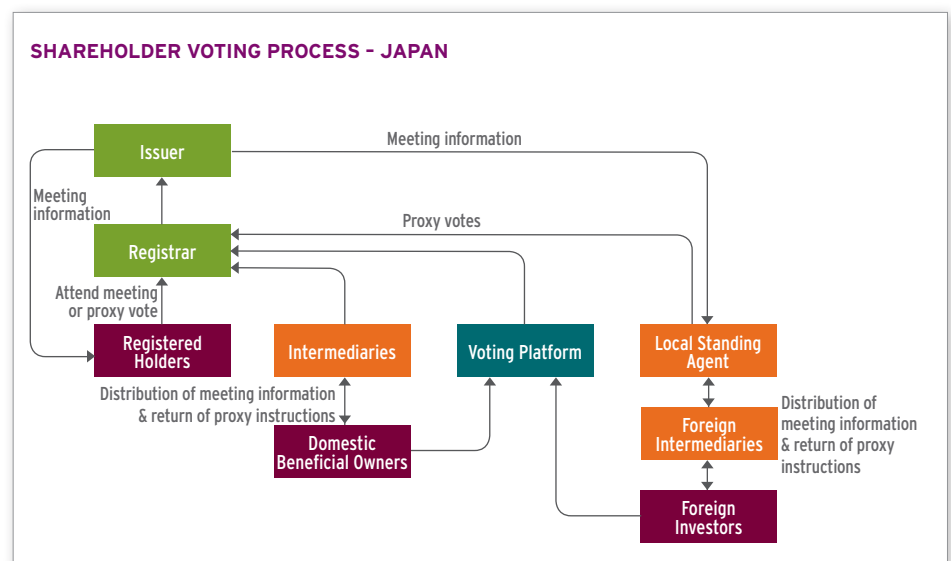 SHAREHOLDER VOTING PROCESS – JAPAN
Issuer
Meeting information
Meeting
information
Proxy votes
Registrar
Attend meeting
or proxy vote
Registered
Holders
Intermediaries
Voting Platform
Local Standing
Agent
Distribution of meeting information
& return of proxy instructions
Domestic
Beneficial Owners
Foreign
Intermediaries
Distribution of
meeting information
& return of proxy
instructions
Foreign
Investors